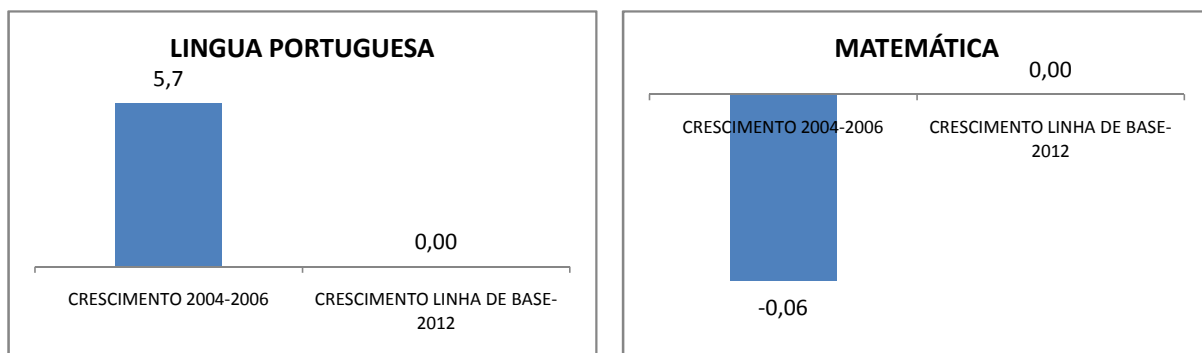 LINGUA PORTUGUESA
5,7
0,00
CRESCIMENTO 2004-2006
CRESCIMENTO LINHA DE BASE-
2012
MATEMÁTICA
0,00
CRESCIMENTO 2004-2006
CRESCIMENTO LINHA DE BASE-
2012
-0,06